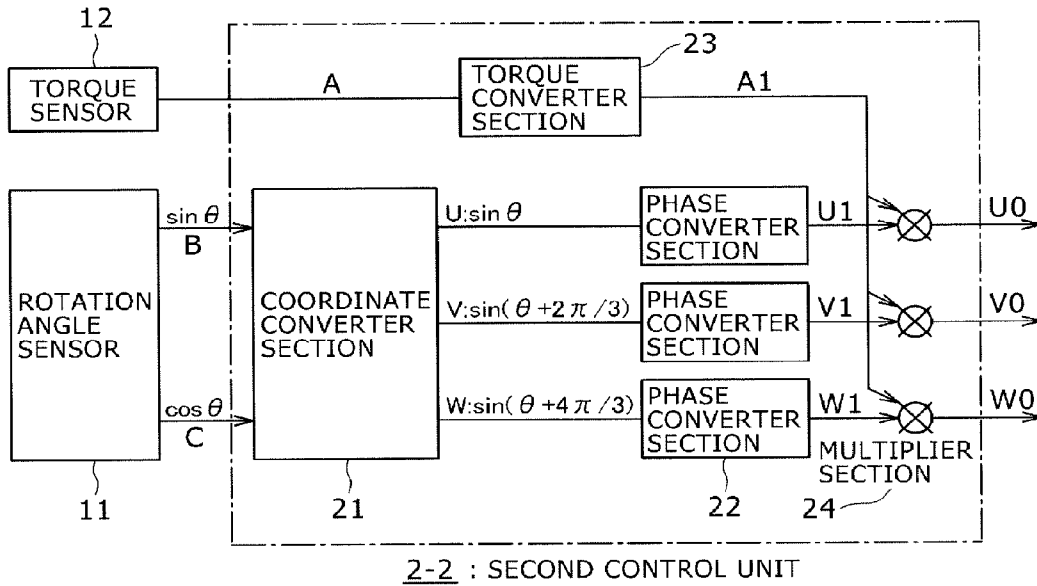 12
23
TORQUE
SENSOR
A
TORQUE
CONVERTER
SECTION
A1
ROTATION
ANGLE
SENSOR
sin θ
B
cos θ
C
11
COORDINATE
CONVERTER
SECTION
21
U:sin θ
V:sin( θ +2 π /3)
W:sin( θ +4 π /3)
PHASE
CONVERTER
SECTION
U1
U0
PHASE
CONVERTER
SECTION
V1
V0
PHASE
CONVERTER
SECTION
W1
W0
22
MULTIPLIER
SECTION
24
2-2 : SECOND CONTROL UNIT